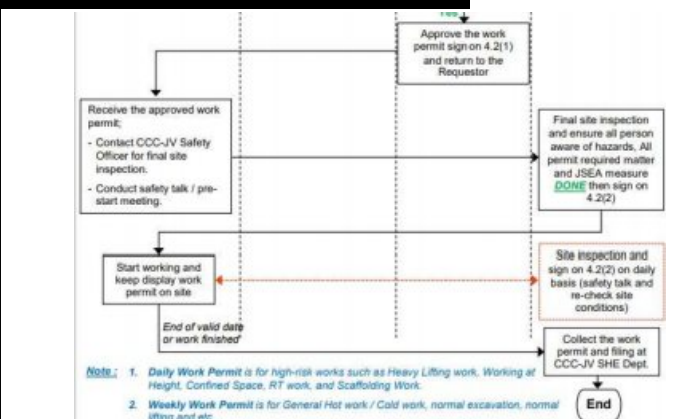 Yes.
Approve the work
permit sign on 4.2(1)
and return to the
Requestor
Receive the approved work
permit;
- Contact CCC-JV Safety
Officer for final site
inspection.
- Conduct safety talk / pre-
start meeting.
Final site inspection
and ensure all person
aware of hazards, All
permit required matter
and JSEA measure
DONE then sign on
4.2(2)
Start working and
keep display work
permit on site
Site inspection and
sign on 4.2(2) on daily
basis (safety talk and
re-check site
conditions)
End of valid date
or work finished
Collect the work
permit and filing at
CCC-JV SHE Dept.
End
Note : 1. Daily Work Permit is for high-risk works such as Heavy Lifting work, Working at
Height, Confined Space, RT work, and Scaffolding Work.
2. Weekly Work Permit is for General Hot work / Cold work, normal excavation, normal
lifting and etc.